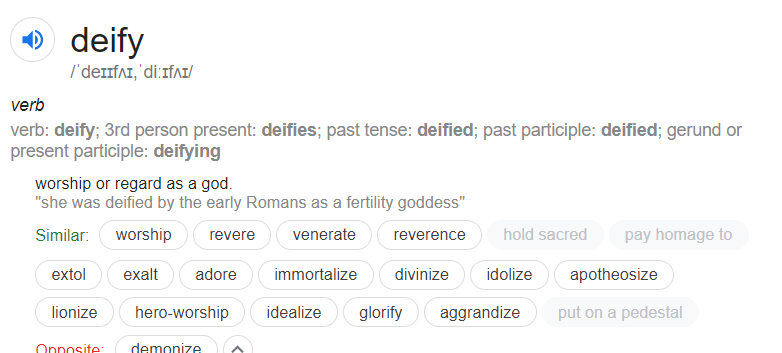 deify
/ˈdeɪɪfʌɪ,ˈdiːɪfʌɪ/
verb
verb: deify; 3rd person present: deifies; past tense: deified; past participle: deified; gerund or
present participle: deifying
worship or regard as a god.
"she was deified by the early Romans as a fertility goddess"
Similar: worship revere venerate reverence hold sacred pay homage to
extol exalt adore immortalize divinize idolize apotheosize
lionize hero-worship idealize glorify aggrandize put on a pedestal
Opposite: demonize